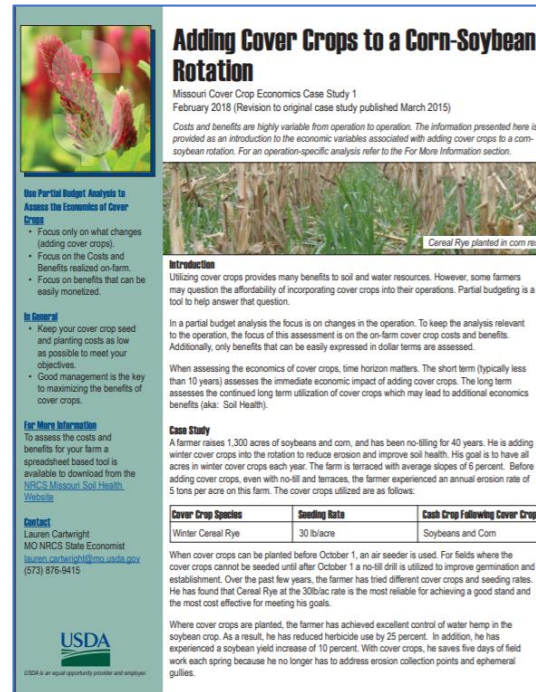 Adding Cover Crops to a Corn-Soybean
Rotation
Missouri Cover Crop Economics Case Study 1
February 2018 (Revision to original case study published March 2015)
Costs and benefits are highly variable from operation to operation. The information presented here is
provided as an introduction to the economic variables associated with adding cover crops to a corn-
soybean rotation. For an operation-specific analysis refer to the For More Information section.
Cereal Rye planted in corn res
Use Partial Budget Analysis to
Assess the Economics of Cover
Crops
• Focus only on what changes
(adding cover crops).
• Focus on the Costs and
Benefits realized on-farm.
• Focus on benefits that can be
easily monetized.
In General
• Keep your cover crop seed
and planting costs as low
as possible to meet your
objectives.
• Good management is the key
to maximizing the benefits of
cover crops.
For More Information
To assess the costs and
benefits for your farm a
spreadsheet based tool is
available to download from the
NRCS Missouri Soil Health
Website
Contact
Lauren Cartwright
MO NRCS State Economist
lauren.cartwright@mo.usda.gov
(573) 876-9415
USDA
USDA is an equal opportunity provider and employer.
Introduction
Utilizing cover crops provides many benefits to soil and water resources. However, some farmers
may question the affordability of incorporating cover crops into their operations. Partial budgeting is a
tool to help answer that question.
In a partial budget analysis the focus is on changes in the operation. To keep the analysis relevant
to the operation, the focus of this assessment is on the on-farm cover crop costs and benefits.
Additionally, only benefits that can be easily expressed in dollar terms are assessed.
When assessing the economics of cover crops, time horizon matters. The short term (typically less
than 10 years) assesses the immediate economic impact of adding cover crops. The long term
assesses the continued long term utilization of cover crops which may lead to additional economics
benefits (aka: Soil Health).
Case Study
A farmer raises 1,300 acres of soybeans and corn, and has been no-tilling for 40 years. He is adding
winter cover crops into the rotation to reduce erosion and improve soil health. His goal is to have all
acres in winter cover crops each year. The farm is terraced with average slopes of 6 percent. Before
adding cover crops, even with no-till and terraces, the farmer experienced an annual erosion rate of
5 tons per acre on this farm. The cover crops utilized are as follows:
Cover Crop Species Seeding Rate Cash Crop Following Cover Crop
Winter Cereal Rye 30 lb/acre Soybeans and Corn
When cover crops can be planted before October 1, an air seeder is used. For fields where the
cover crops cannot be seeded until after October 1 a no-till drill is utilized to improve germination and
establishment. Over the past few years, the farmer has tried different cover crops and seeding rates.
He has found that Cereal Rye at the 30lb/ac rate is the most reliable for achieving a good stand and
the most cost effective for meeting his goals.
Where cover crops are planted, the farmer has achieved excellent control of water hemp in the
soybean crop. As a result, he has reduced herbicide use by 25 percent. In addition, he has
experienced a soybean yield increase of 10 percent. With cover crops, he saves five days of field
work each spring because he no longer has to address erosion collection points and ephemeral
gullies.